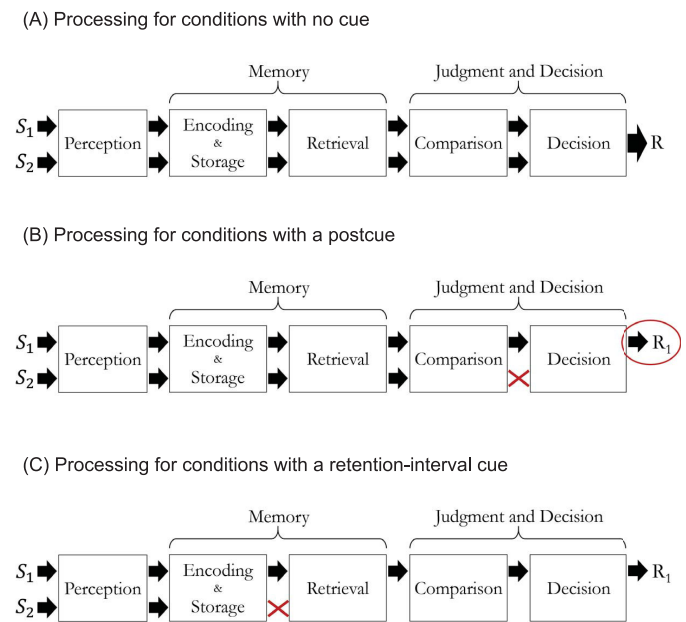 (A) Processing for conditions with no cue
Memory
Judgment and Decision
S₁
S₂
Perception
Encoding
&
Storage
Retrieval
Comparison
Decision
R
(B) Processing for conditions with a postcue
Memory
Judgment and Decision
S₁
S₂
Perception
Encoding
&
Storage
Retrieval
Comparison
Decision
R₁
(C) Processing for conditions with a retention-interval cue
Memory
Judgment and Decision
S₁
S₂
Perception
Encoding
&
Storage
Retrieval
Comparison
Decision
R₁